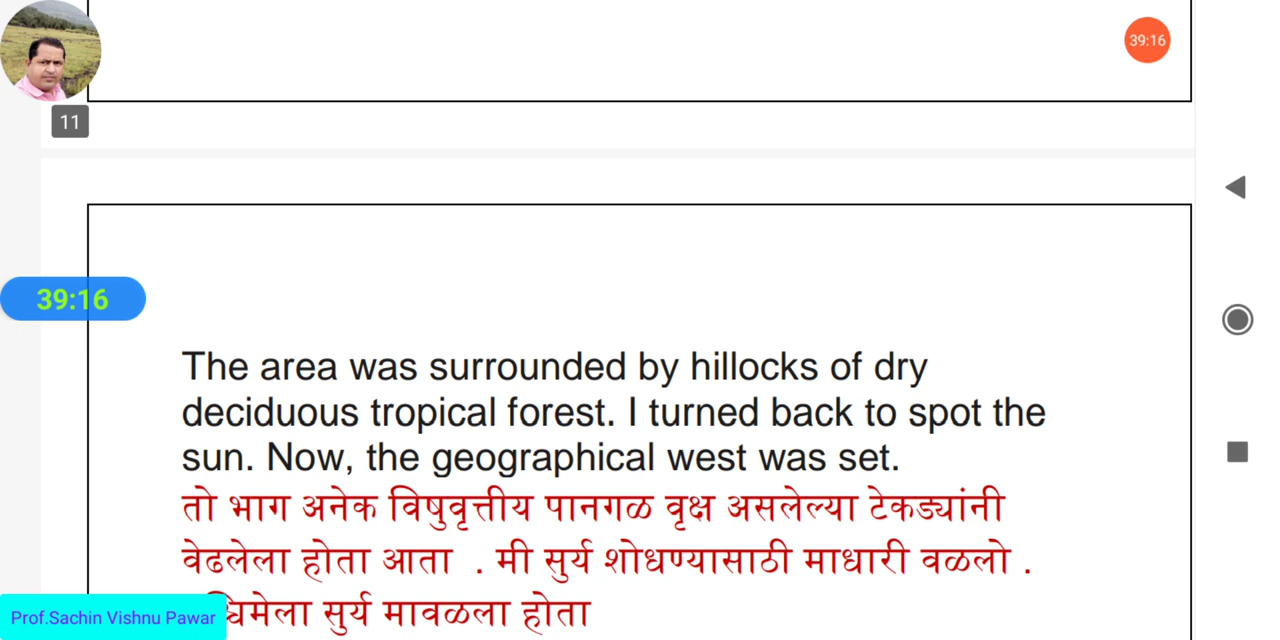 39:16
11
39:16
The area was surrounded by hillocks of dry
deciduous tropical forest. I turned back to spot the
sun. Now, the geographical west was set.
तो भाग अनेक विषुवृत्तीय पानगळ वृक्ष असलेल्या टेकड्यांनी
वेढलेला होता आता . मी सुर्य शोधण्यासाठी माधारी वळलो .
सुर्य मावळला होता
Prof.Sachin Vishnu Pawar